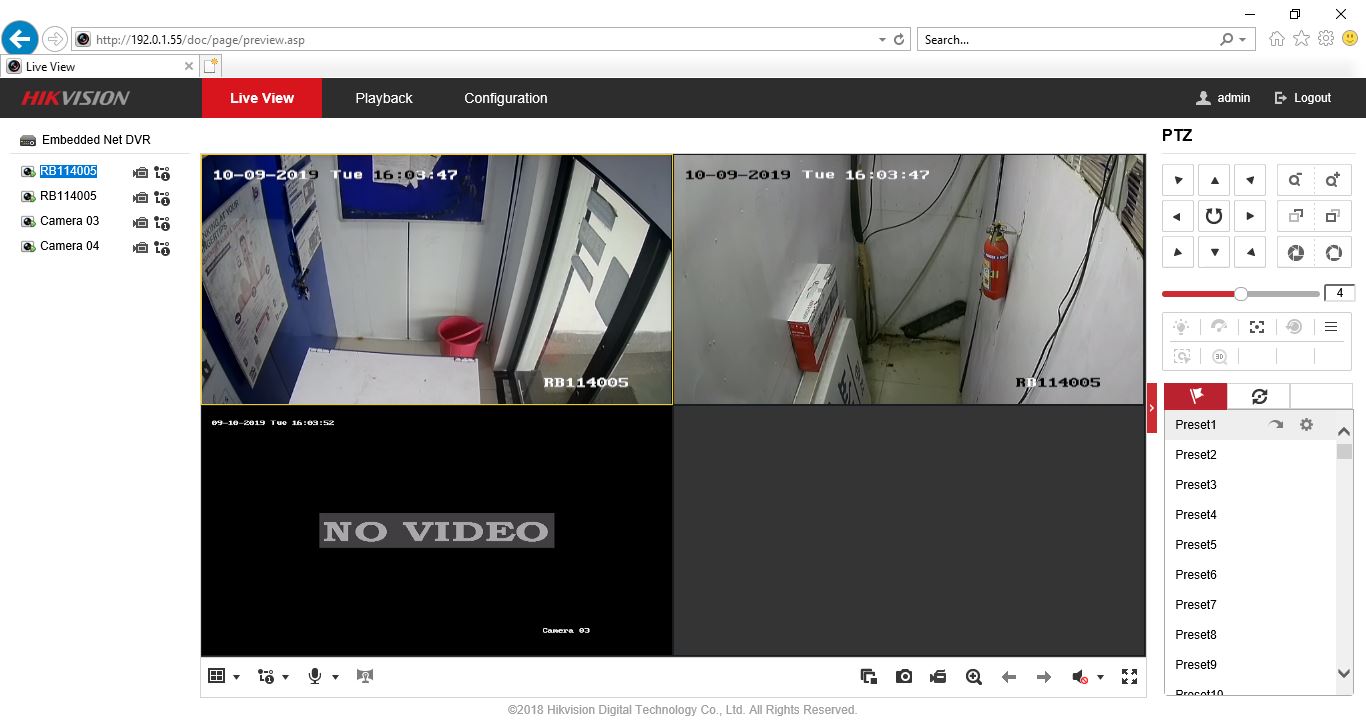 http://192.0.1.55/doc/page/preview.asp
Search...
Live View
HIKVISION
Live View
Playback
Configuration
admin
Logout
Embedded Net DVR
RB114005
RB114005
Camera 03
Camera 04
10-09-2019 Tue 16:03:47
RB114005
10-09-2019 Tue 16:03:47
RB114005
09-10-2019 Tue 16:03:52
NO VIDEO
Camera 03
PTZ
4
3D
Preset1
Preset2
Preset3
Preset4
Preset5
Preset6
Preset7
Preset8
Preset9
Preset10
©2018 Hikvision Digital Technology Co., Ltd. All Rights Reserved.